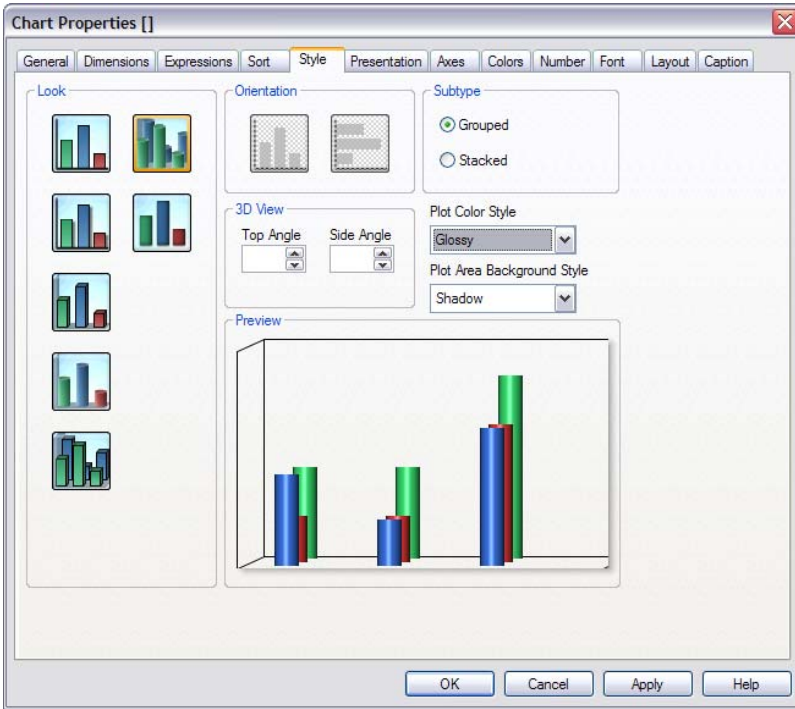 Chart Properties []
General Dimensions Expressions Sort Style Presentation Axes Colors Number Font Layout Caption
Look
Orientation
Subtype
Grouped
Stacked
3D View
Top Angle Side Angle
Plot Color Style
Glossy
Plot Area Background Style
Shadow
Preview
OK Cancel Apply Help